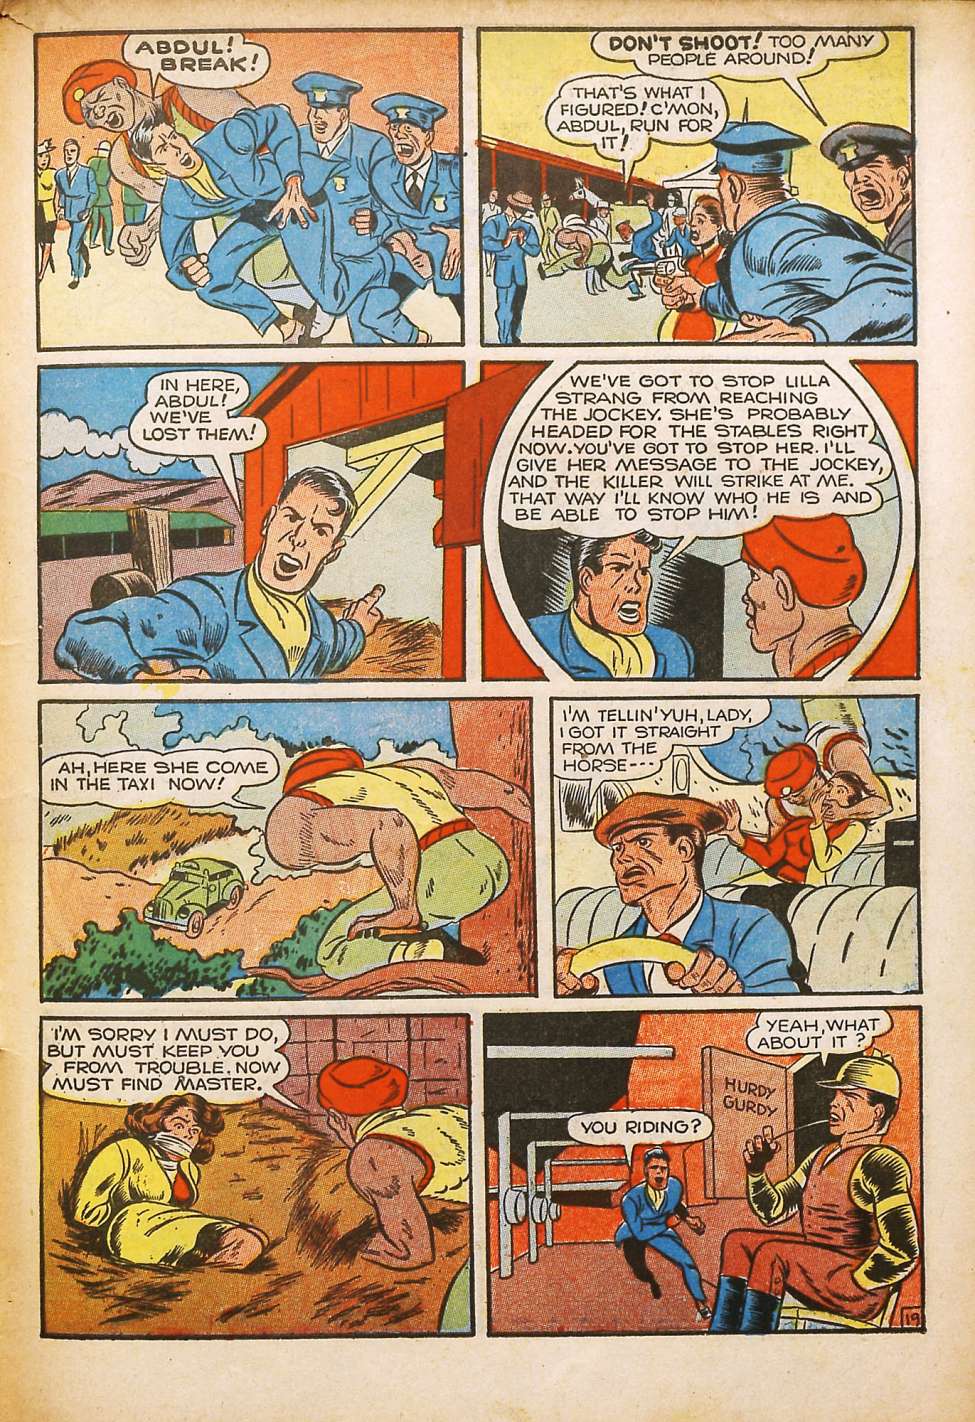 ABDUL!
BREAK!
DON'T SHOOT! TOO MANY
PEOPLE AROUND!
THAT'S WHAT I
FIGURED! C'MON,
ABDUL, RUN FOR
IT!
IN HERE,
ABDUL!
WE'VE
LOST THEM!
WE'VE GOT TO STOP LILLA
STRANG FROM REACHING
THE JOCKEY. SHE'S PROBABLY
HEADED FOR THE STABLES RIGHT
NOW. YOU'VE GOT TO STOP HER. I'LL
GIVE HER MESSAGE TO THE JOCKEY,
AND THE KILLER WILL STRIKE AT ME.
THAT WAY I'LL KNOW WHO HE IS AND
BE ABLE TO STOP HIM!
AH, HERE SHE COME
IN THE TAXI NOW!
I'M TELLIN' YUH, LADY,
I GOT IT STRAIGHT
FROM THE
HORSE---
I'M SORRY I MUST DO,
BUT MUST KEEP YOU
FROM TROUBLE. NOW
MUST FIND MASTER.
YEAH, WHAT
ABOUT IT?
HURDY
GURDY
YOU RIDING?
19